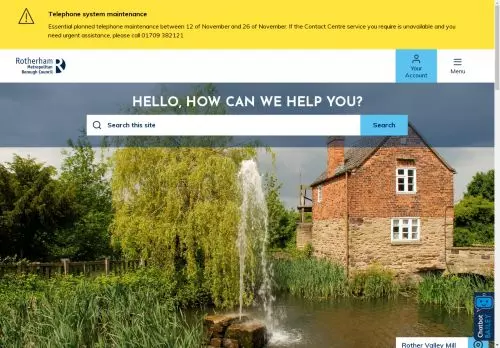 Telephone system maintenance
Essential planned telephone maintenance between 12 of November and 26 of November. If the Contact Centre service you require is unavailable and you
need urgent assistance, please call 01709 382121
Rotherham
Metropolitan
Borough Council
Your
Account
Menu
HELLO, HOW CAN WE HELP YOU?
Search this site
Search
Chatbot
BAILEY
Rother Valley Mill